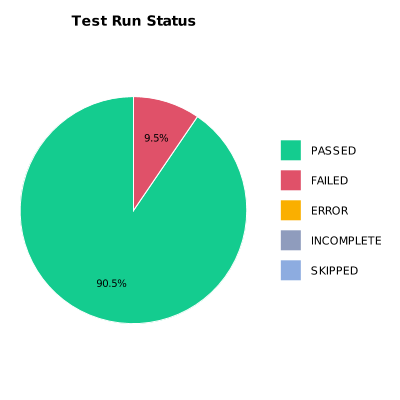 Test Run Status
9.5%
90.5%
PASSED
FAILED
ERROR
INCOMPLETE
SKIPPED